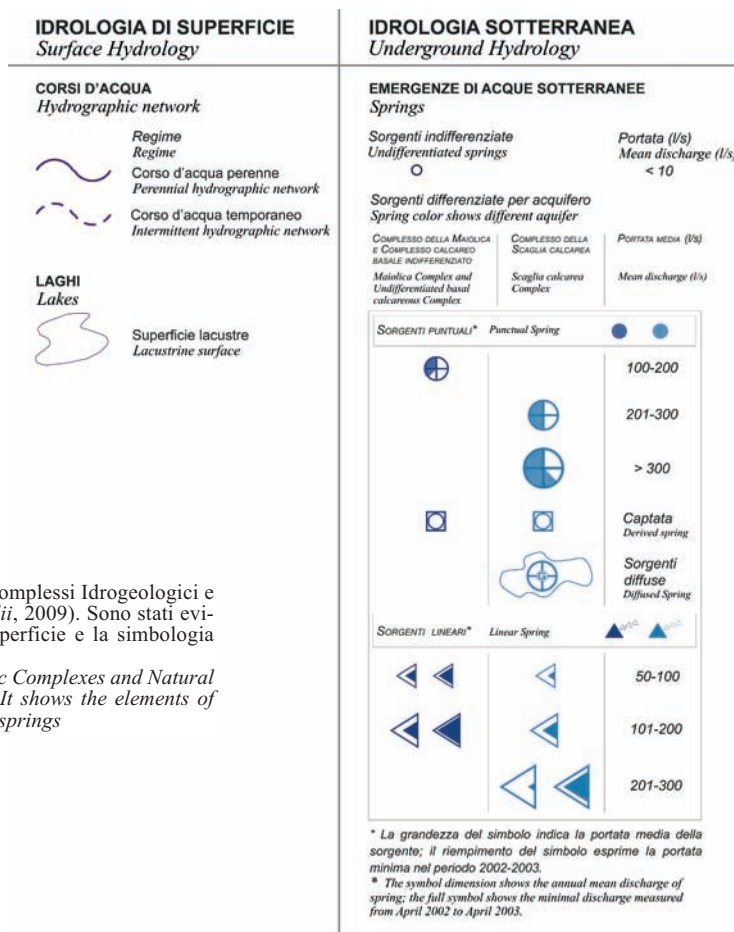 IDROLOGIA DI SUPERFICIE
Surface Hydrology
CORSI D'ACQUA
Hydrographic network
Regime
Regime
Corso d'acqua perenne
Perennial hydrographic network
Corso d'acqua temporaneo
Intermittent hydrographic network
LAGHI
Lakes
Superficie lacustre
Lacustrine surface
omplessi Idrogeologici e
lii, 2009). Sono stati evi-
perficie e la simbologia
c Complexes and Natural
It shows the elements of
springs
IDROLOGIA SOTTERRANEA
Underground Hydrology
EMERGENZE DI ACQUE SOTTERRANEE
Springs
Sorgenti indifferenziate
Undifferentiated springs
Portata (l/s)
Mean discharge (l/s
< 10
Sorgenti differenziate per acquifero
Spring color shows different aquifer
COMPLESSO DELLA MAIOLICA
E COMPLESSO CALCAREO
BASALE INDIFFERENZIATO
Maiolica Complex and
Undifferentiated basal
calcareous Complex
COMPLESSO DELLA
SCAGLIA CALCAREA
Scaglia calcarea
Complex
PORTATA MEDIA (l/s)
Mean discharge (l/s)
SORGENTI PUNTUALI* Punctual Spring
100-200
201-300
> 300
Captata
Derived spring
Sorgenti
diffuse
Diffused Spring
SORGENTI LINEARI* Linear Spring
50-100
101-200
201-300
* La grandezza del simbolo indica la portata media della
sorgente; il riempimento del simbolo esprime la portata
minima nel periodo 2002-2003.
* The symbol dimension shows the annual mean discharge of
spring; the full symbol shows the minimal discharge measured
from April 2002 to April 2003.